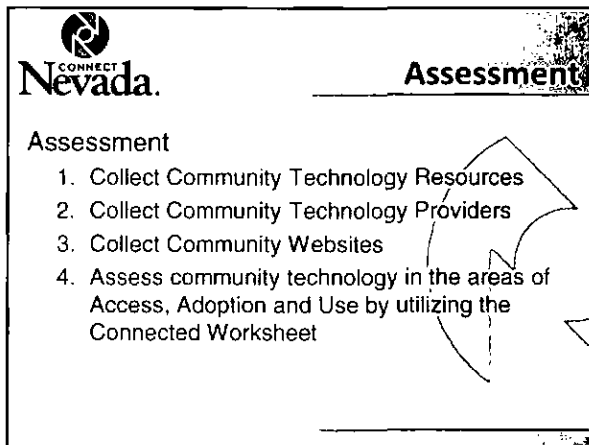 CONNECT
Nevada.
Assessment
Assessment
1. Collect Community Technology Resources
2. Collect Community Technology Providers
3. Collect Community Websites
4. Assess community technology in the areas of
Access, Adoption and Use by utilizing the
Connected Worksheet